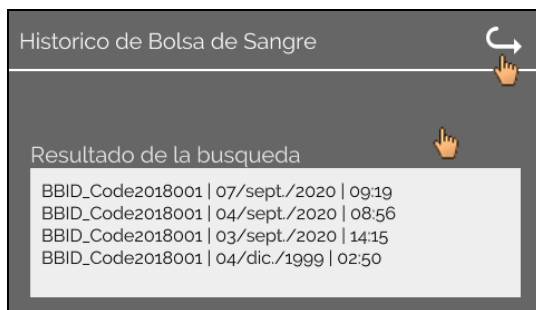 Historico de Bolsa de Sangre
Resultado de la busqueda
BBID_Code2018001 | 07/sept./2020 | 09:19
BBID_Code2018001 | 04/sept./2020 | 08:56
BBID_Code2018001 | 03/sept./2020 | 14:15
BBID_Code2018001 | 04/dic./1999 | 02:50